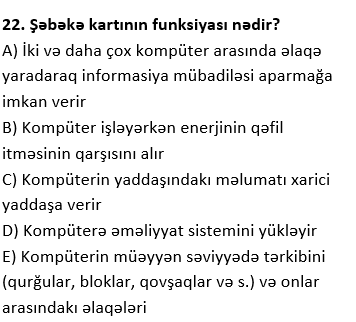 22. Şəbəkə kartının funksiyası nədir?
A) İki və daha çox kompüter arasında əlaqə
yaradaraq informasiya mübadiləsi aparmağa
imkan verir
B) Kompüter işləyərkən enerjinin qəfil
itməsinin qarşısını alır
C) Kompüterin yaddaşındakı məlumatı xarici
yaddaşa verir
D) Kompüterə əməliyyat sistemini yükləyir
E) Kompüterin müəyyən səviyyədə tərkibini
(qurğular, bloklar, qovşaqlar və s.) və onlar
arasındakı əlaqələri